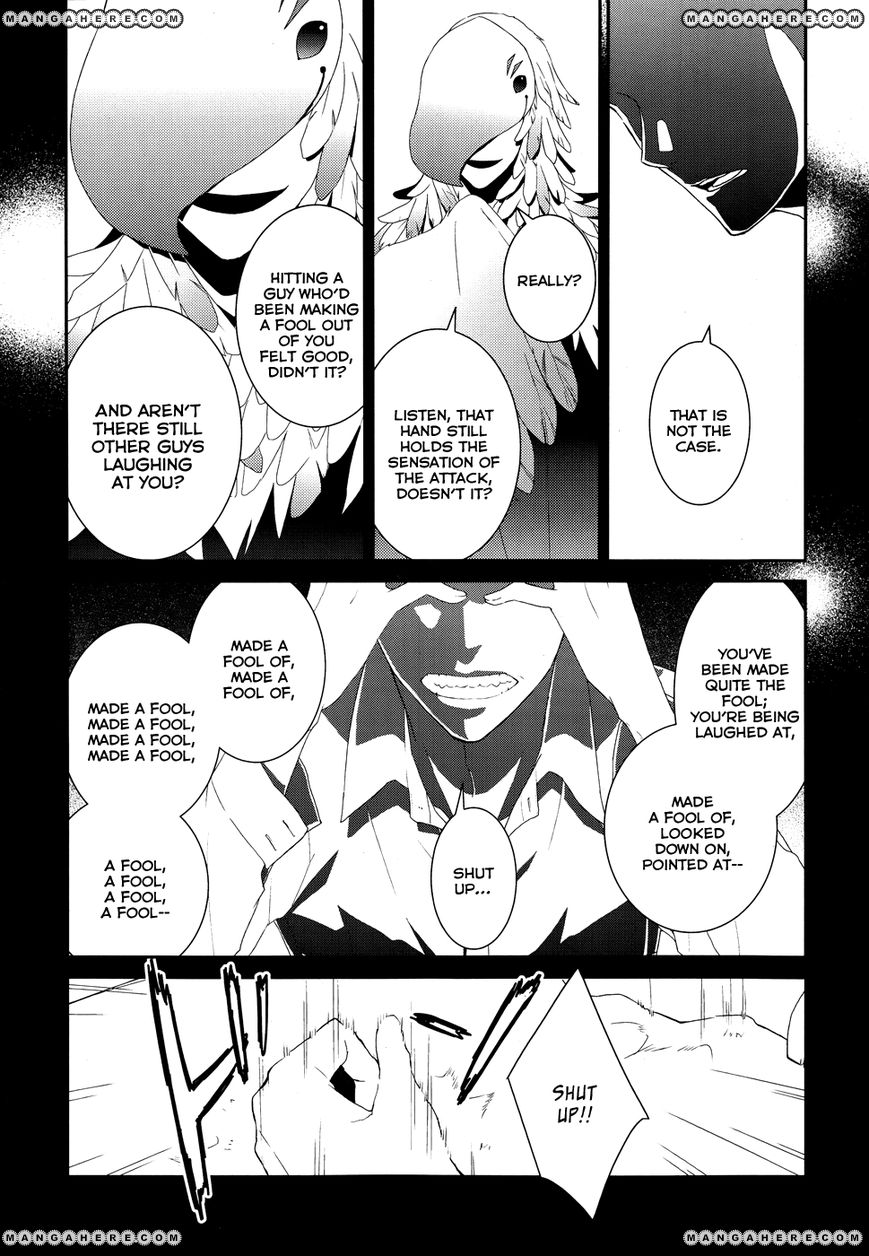 MANGAHERE.COM
MANGAHERE.COM
THAT IS
NOT THE
CASE.
REALLY?
LISTEN, THAT
HAND STILL
HOLDS THE
SENSATION OF
THE ATTACK,
DOESN'T IT?
HITTING A
GUY WHO'D
BEEN MAKING
A FOOL OUT
OF YOU
FELT GOOD,
DIDN'T IT?
AND AREN'T
THERE STILL
OTHER GUYS
LAUGHING
AT YOU?
YOU'VE
BEEN MADE
QUITE THE
FOOL;
YOU'RE BEING
LAUGHED AT,
MADE
A FOOL OF,
LOOKED
DOWN ON,
POINTED AT--
SHUT
UP...
MADE A
FOOL OF,
MADE A
FOOL OF,
MADE A FOOL,
MADE A FOOL,
MADE A FOOL,
MADE A FOOL,
A FOOL,
A FOOL,
A FOOL,
A FOOL--
SHUT
UP!!
ドン
MANGAHERE.COM
MANGAHERE.COM